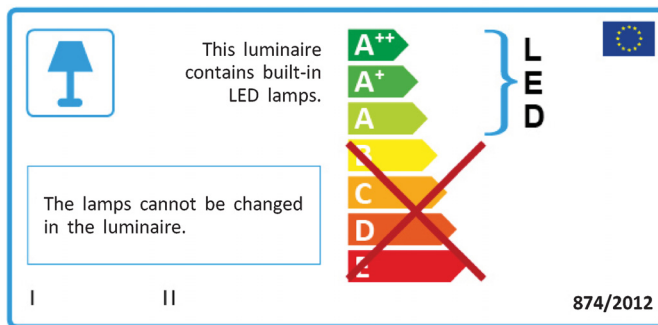 This luminaire
contains built-in
LED lamps.
A++
A+
A
B
C
D
E
L
E
D
The lamps cannot be changed
in the luminaire.
I II
874/2012